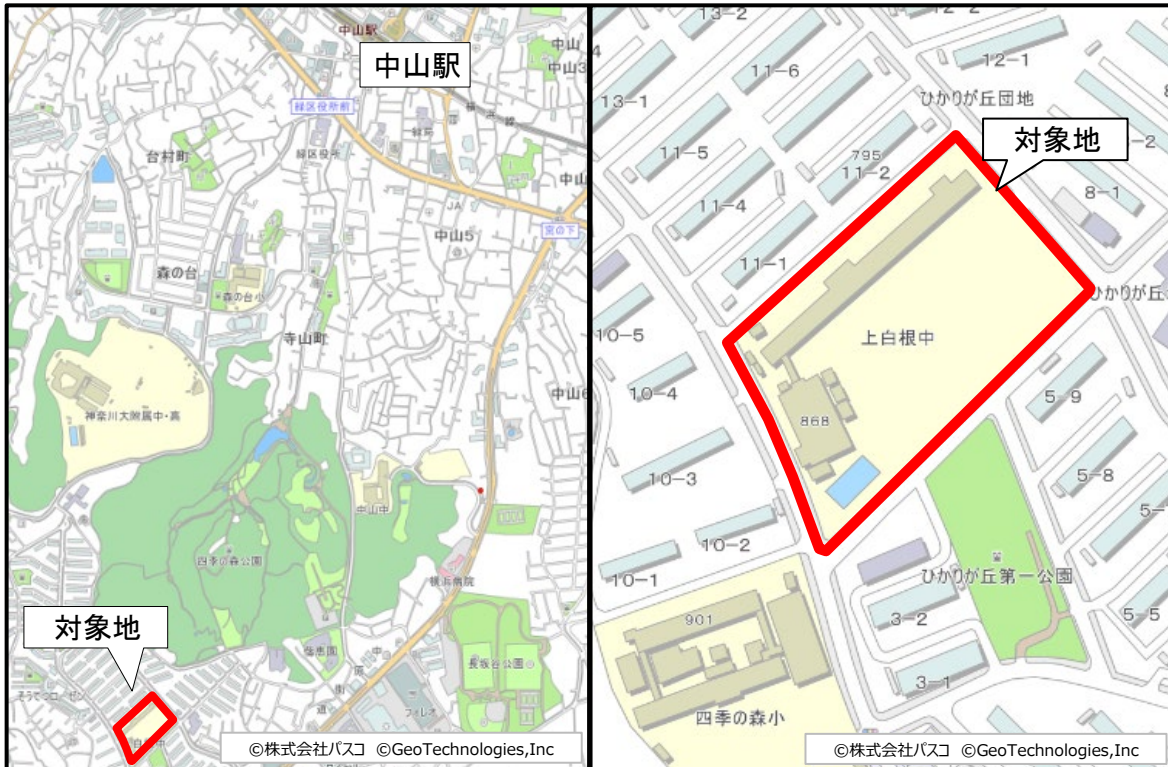 中山駅
中山駅
緑区役所前
緑区役所
台村町
JA
宮の下
中山5
森の台
森の台小
寺山町
神奈川大附属中・高
中山中
四季の森公園
横浜病院
長坂谷公園
対象地
©株式会社パスコ ©GeoTechnologies,Inc
13-2
12-1
11-6
ひかりが丘団地
13-1
対象地
11-5
795
11-2
8-1
11-4
11-1
ひかりが丘
10-5
上白根中
10-4
5-9
868
10-3
5-8
10-2
ひかりが丘第一公園
10-1
3-2
5-5
901
3-1
四季の森小
©株式会社パスコ ©GeoTechnologies,Inc